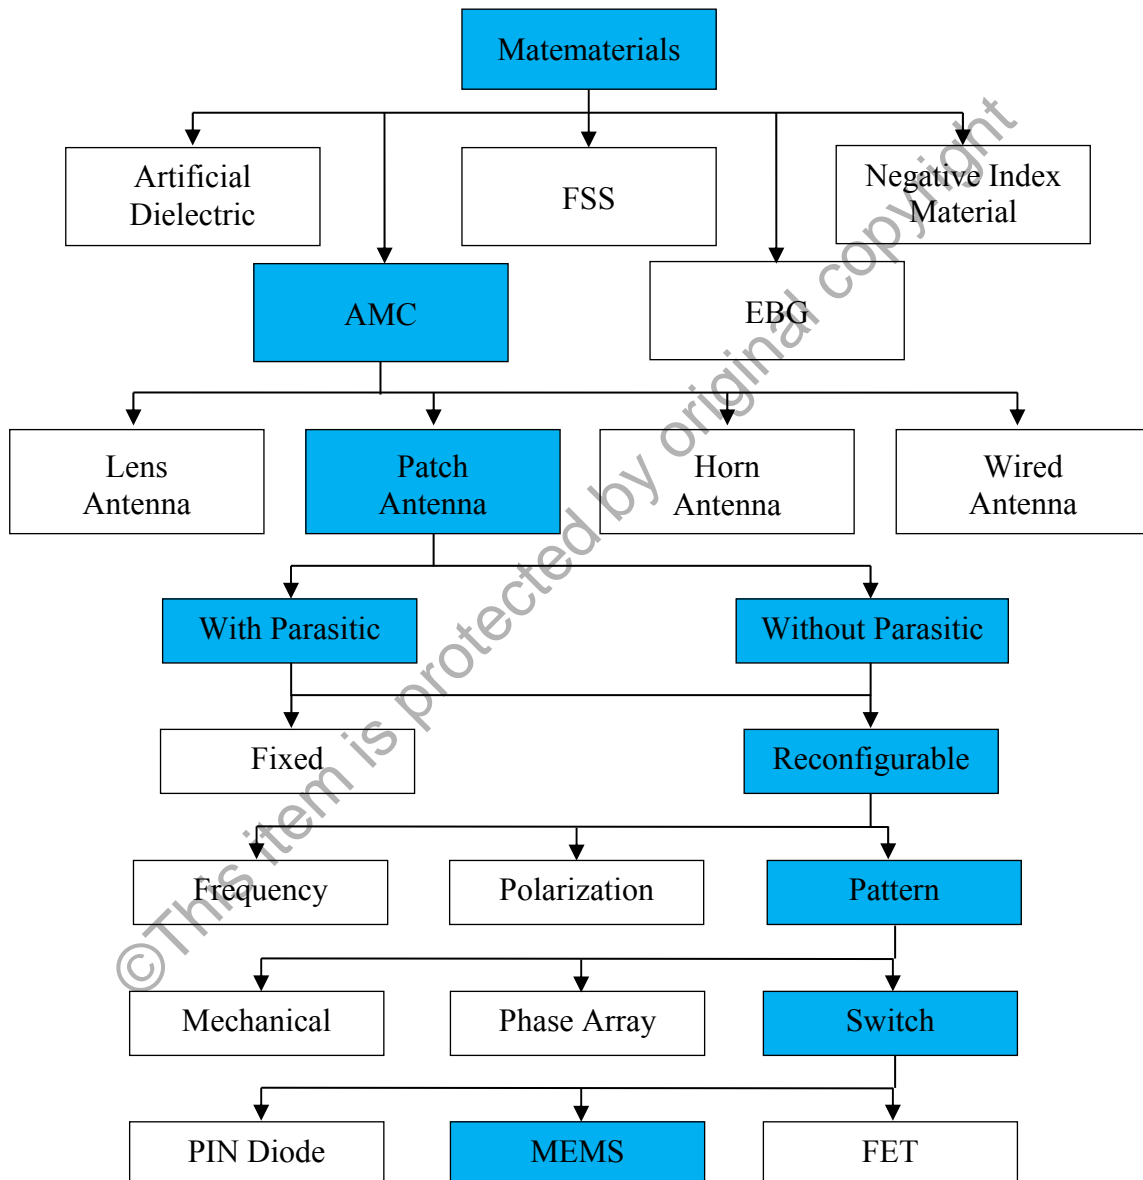 Matematerials
Artificial
Dielectric
FSS
Negative Index
Material
AMC
EBG
Lens
Antenna
Patch
Antenna
Horn
Antenna
Wired
Antenna
With Parasitic
Without Parasitic
Fixed
Reconfigurable
Frequency
Polarization
Pattern
Mechanical
Phase Array
Switch
PIN Diode
MEMS
FET
©This item is protected by original copyright